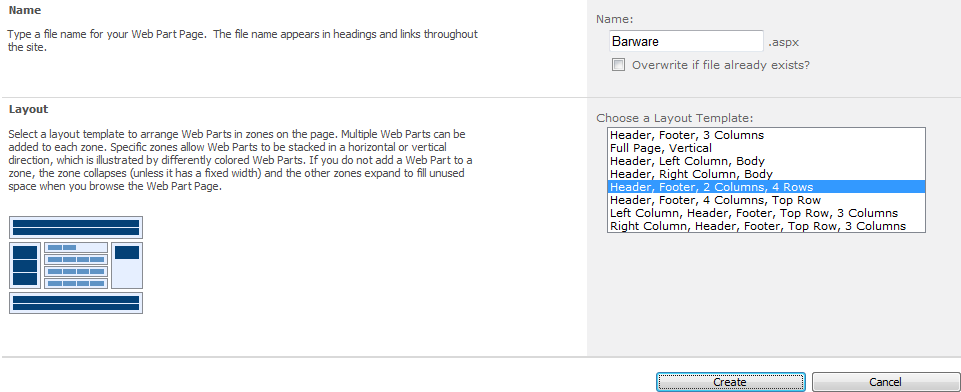 Name
Type a file name for your Web Part Page.  The file name appears in headings and links throughout
the site.
Name:
Barware .aspx
Overwrite if file already exists?
Layout
Select a layout template to arrange Web Parts in zones on the page. Multiple Web Parts can be
added to each zone. Specific zones allow Web Parts to be stacked in a horizontal or vertical
direction, which is illustrated by differently colored Web Parts. If you do not add a Web Part to a
zone, the zone collapses (unless it has a fixed width) and the other zones expand to fill unused
space when you browse the Web Part Page.
Choose a Layout Template:
Header, Footer, 3 Columns
Full Page, Vertical
Header, Left Column, Body
Header, Right Column, Body
Header, Footer, 2 Columns, 4 Rows
Header, Footer, 4 Columns, Top Row
Left Column, Header, Footer, Top Row, 3 Columns
Right Column, Header, Footer, Top Row, 3 Columns
Create
Cancel